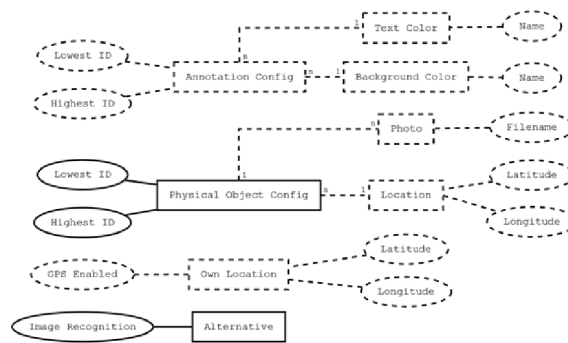 1
Text Color
Name
Lowest ID
n
Annotation Config
n
1
Background Color
Name
Highest ID
n
Photo
Filename
Lowest ID
1
Latitude
Physical Object Config
n
1
Location
Highest ID
Longitude
Latitude
GPS Enabled
Own Location
Longitude
Image Recognition
Alternative